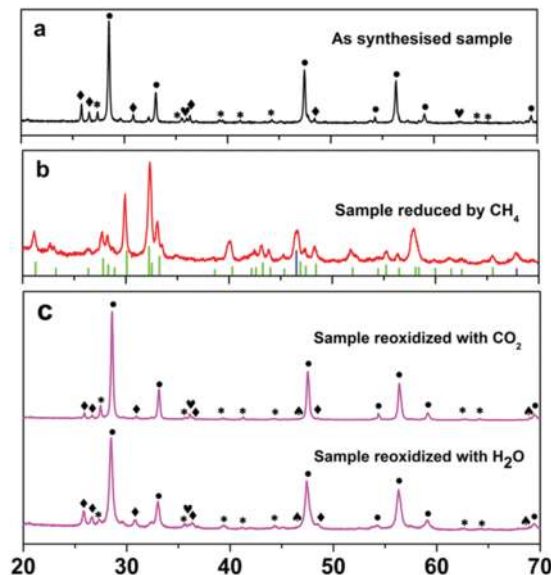 a
As synthesised sample
b
Sample reduced by CH₄
c
Sample reoxidized with CO₂
Sample reoxidized with H₂O
20 30 40 50 60 70